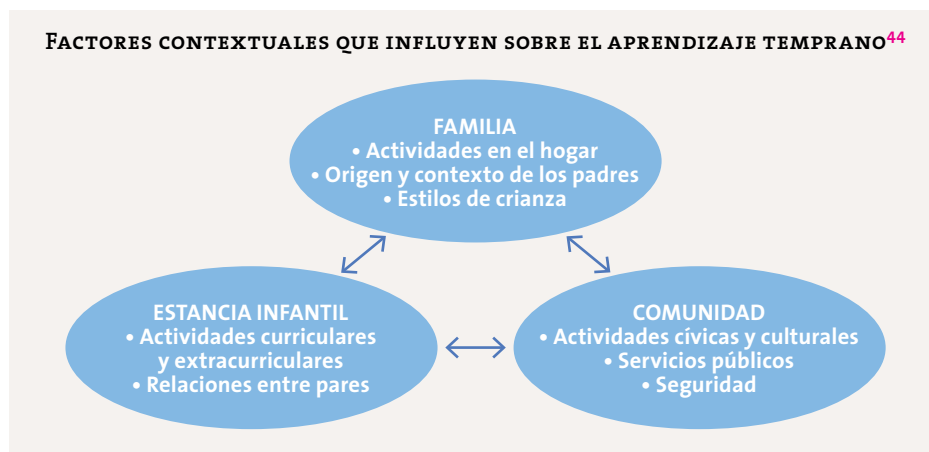 FACTORES CONTEXTUALES QUE INFLUYEN SOBRE EL APRENDIZAJE TEMPRANO44
FAMILIA
• Actividades en el hogar
• Origen y contexto de los padres
• Estilos de crianza
ESTANCIA INFANTIL
• Actividades curriculares
y extracurriculares
• Relaciones entre pares
COMUNIDAD
• Actividades cívicas y culturales
• Servicios públicos
• Seguridad